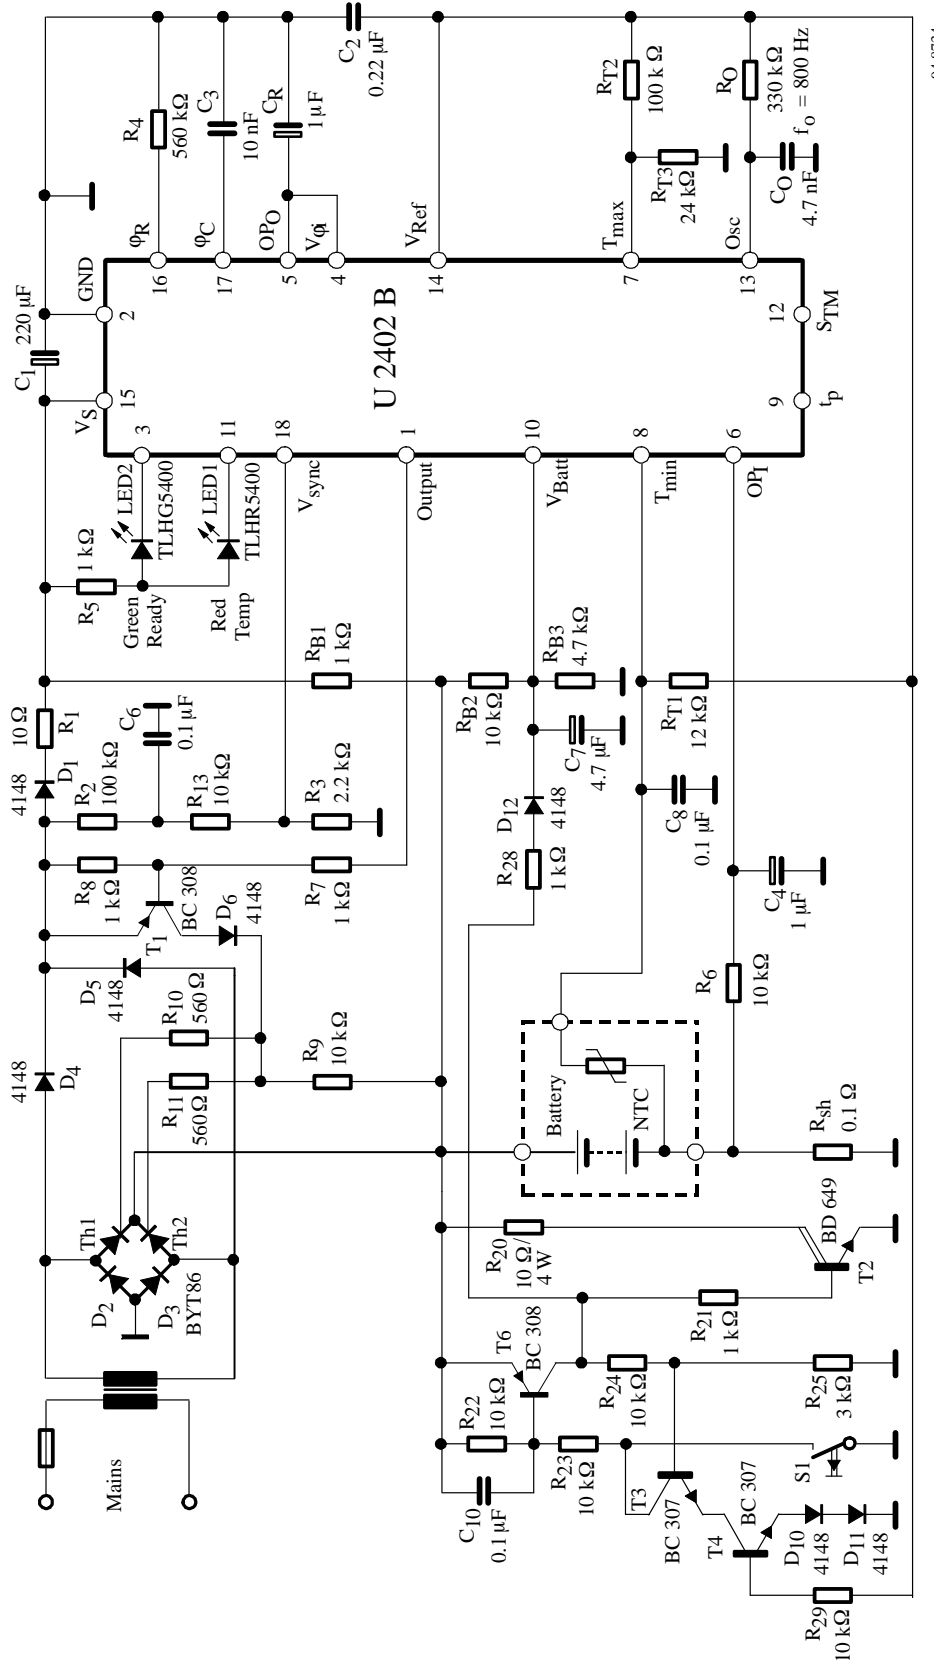 Mains
D2
D3
BYT86
Th1
Th2
4148
D4
D5
4148
R11
560 Ω
R10
560 Ω
T1
BC 308
D6
4148
R9
10 kΩ
R8
1 kΩ
R7
1 kΩ
4148
D1
10 Ω
R1
R2
100 kΩ
C6
0.1 μF
R13
10 kΩ
R3
2.2 kΩ
RB1
1 kΩ
R5
1 kΩ
Green
Ready
Red
Temp
LED2
TLHG5400
LED1
TLHR5400
C1
220 μF
VS
GND
15
2
3
11
18
Vsync
1
Output
10
VBatt
8
Tmin
6
OPI
U 2402 B
9
tp
12
STM
φR
16
φC
17
OPO
5
Vφi
4
VRef
14
Tmax
7
Osc
13
R4
560 kΩ
C3
10 nF
CR
1 μF
C2
0.22 μF
RT2
100 k Ω
RT3
24 kΩ
RO
330 kΩ
CO
4.7 nF
fO = 800 Hz
RB2
10 kΩ
RB3
4.7 kΩ
C7
4.7 μF
D12
4148
R28
1 kΩ
RT1
12 kΩ
C8
0.1 μF
C4
1 μF
R6
10 kΩ
Battery
NTC
Rsh
0.1 Ω
R20
10 Ω/
4 W
BD 649
T2
R21
1 kΩ
T6
BC 308
R22
10 kΩ
C10
0.1 μF
R23
10 kΩ
R24
10 kΩ
R25
3 kΩ
S1
T3
BC 307
T4
BC 307
D10
4148
D11
4148
R29
10 kΩ